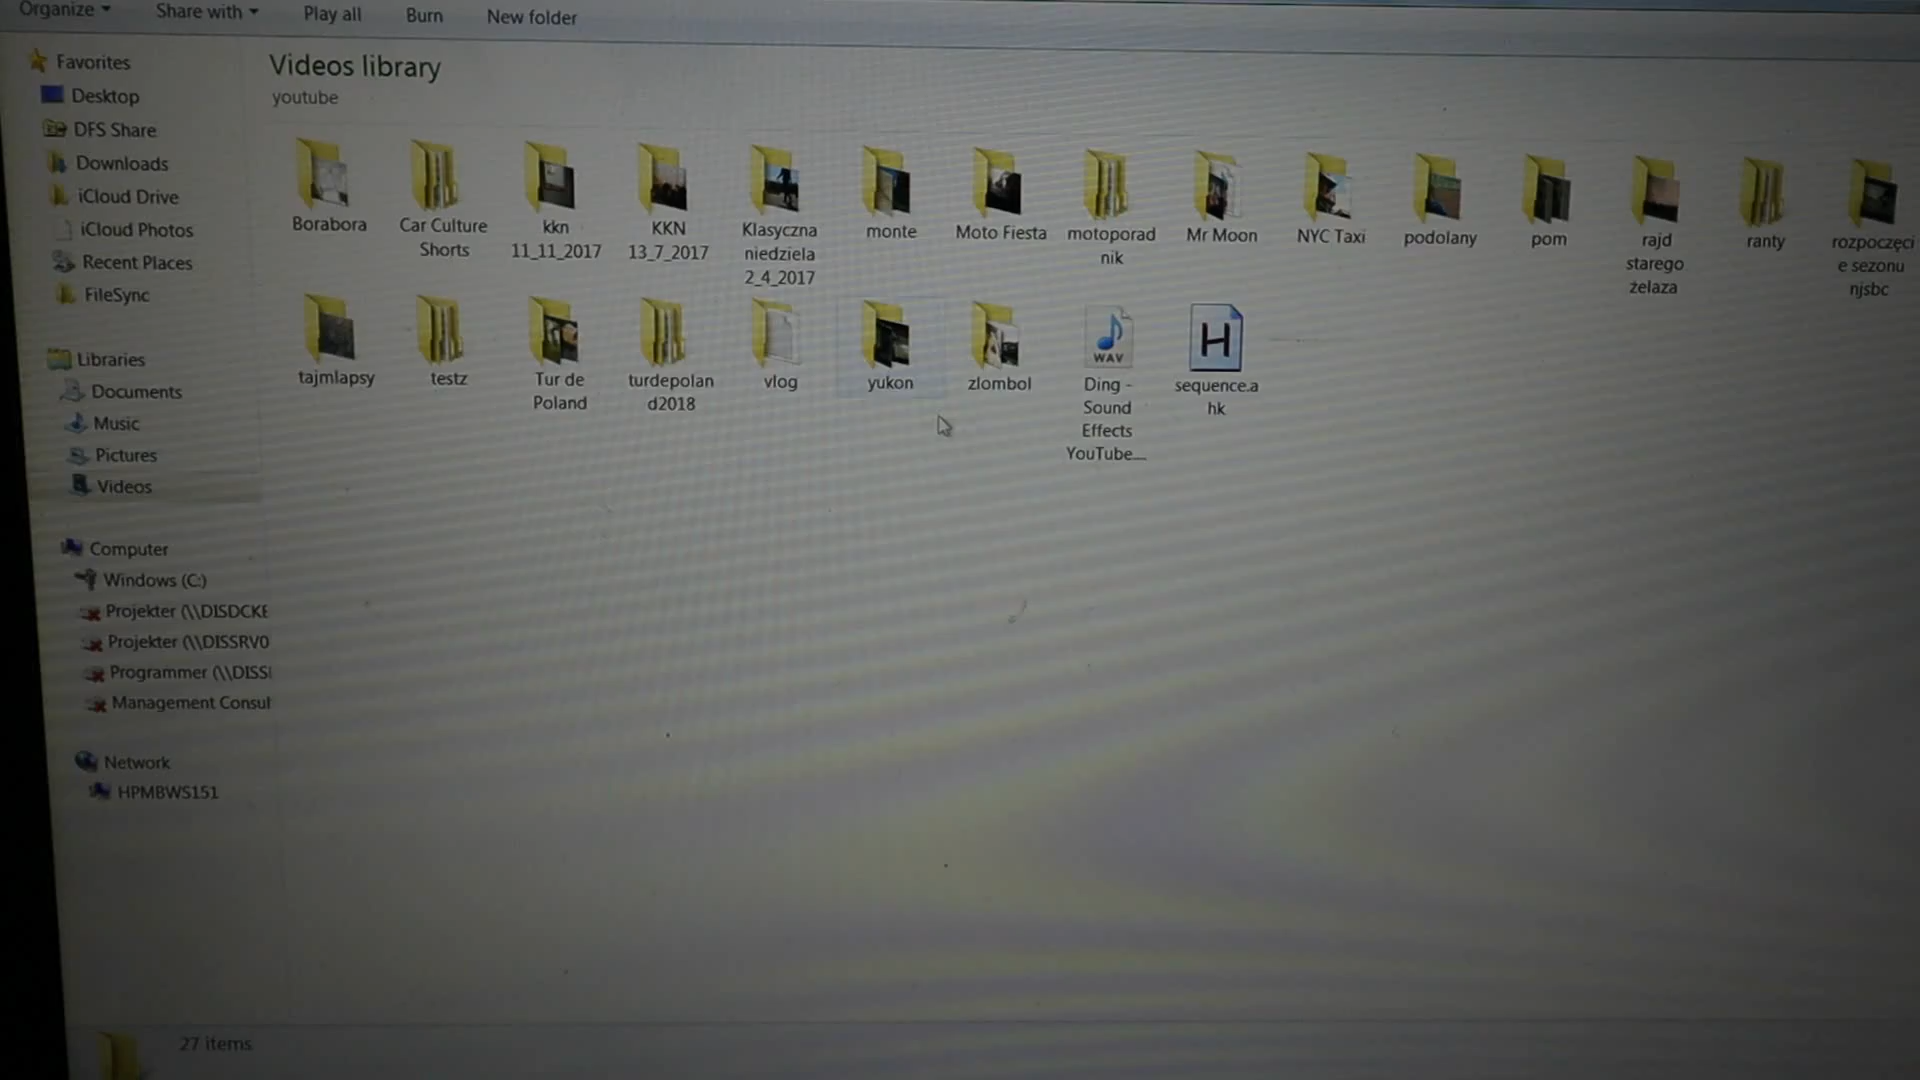 Organize
Share with
Play all
Burn
New folder
Favorites
Desktop
DFS Share
Downloads
iCloud Drive
iCloud Photos
Recent Places
FileSync
Libraries
Documents
Music
Pictures
Videos
Computer
Windows (C:)
Projekter (\\DISDCKE
Projekter (\\DISSRV0
Programmer (\\DISSI
Management Consul
Network
HPMBWS151
Videos library
youtube
Borabora
Car Culture
Shorts
kkn
11_11_2017
KKN
13_7_2017
Klasyczna
niedziela
2_4_2017
monte
Moto Fiesta
motoporad
nik
Mr Moon
NYC Taxi
podolany
pom
rajd
starego
żelaza
ranty
rozpoczęci
e sezonu
njsbc
tajmlapsy
testz
Tur de
Poland
turdepolan
d2018
vlog
yukon
zlombol
WAV
Ding -
Sound
Effects
YouTube...
H
sequence.a
hk
27 items